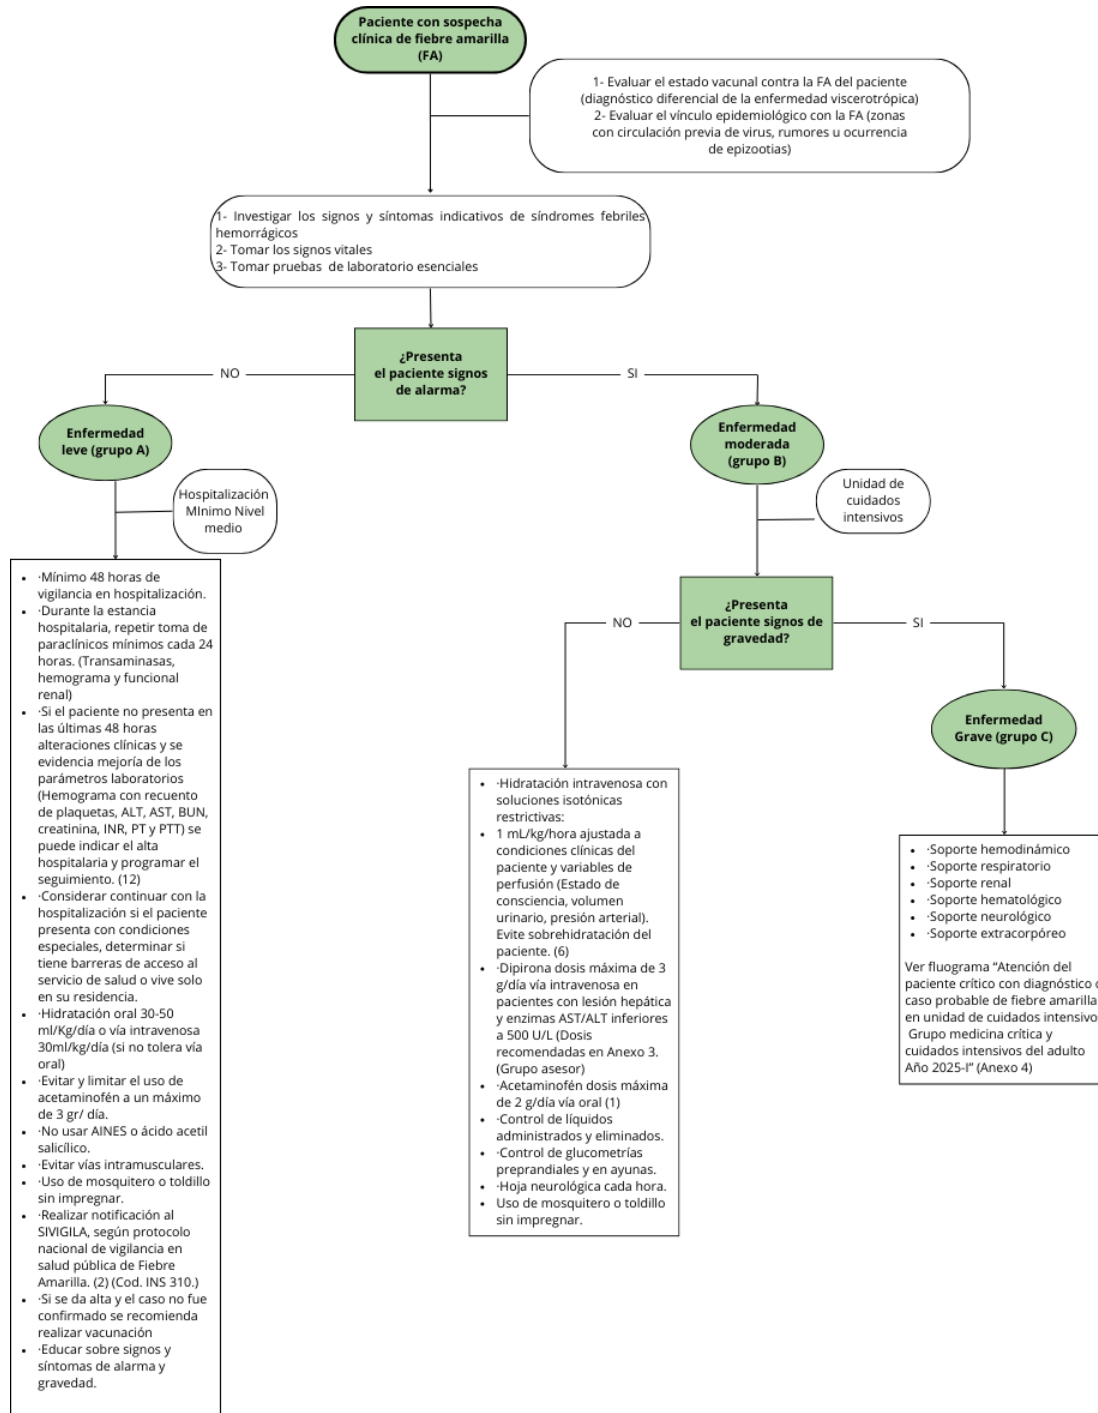 Paciente con sospecha
clínica de fiebre amarilla
(FA)
1- Evaluar el estado vacunal contra la FA del paciente
(diagnóstico diferencial de la enfermedad viscerotrópica)
2- Evaluar el vínculo epidemiológico con la FA (zonas
con circulación previa de virus, rumores u ocurrencia
de epizootias)
1- Investigar los signos y síntomas indicativos de síndromes febriles
hemorrágicos
2- Tomar los signos vitales
3- Tomar pruebas de laboratorio esenciales
¿Presenta
el paciente signos
de alarma?
NO
SI
Enfermedad
leve (grupo A)
Hospitalización
MInimo Nivel
medio
Enfermedad
moderada
(grupo B)
Unidad de
cuidados
intensivos
• ·Mínimo 48 horas de
vigilancia en hospitalización.
• ·Durante la estancia
hospitalaria, repetir toma de
paraclínicos mínimos cada 24
horas. (Transaminasas,
hemograma y funcional
renal)
• ·Si el paciente no presenta en
las últimas 48 horas
alteraciones clínicas y se
evidencia mejoría de los
parámetros laboratorios
(Hemograma con recuento
de plaquetas, ALT, AST, BUN,
creatinina, INR, PT y PTT) se
puede indicar el alta
hospitalaria y programar el
seguimiento. (12)
• ·Considerar continuar con la
hospitalización si el paciente
presenta con condiciones
especiales, determinar si
tiene barreras de acceso al
servicio de salud o vive solo
en su residencia.
• ·Hidratación oral 30-50
ml/Kg/día o vía intravenosa
30ml/kg/día (si no tolera vía
oral)
• ·Evitar y limitar el uso de
acetaminofén a un máximo
de 3 gr/ día.
• ·No usar AINES o ácido acetil
salicílico.
• ·Evitar vías intramusculares.
• ·Uso de mosquitero o toldillo
sin impregnar.
• ·Realizar notificación al
SIVIGILA, según protocolo
nacional de vigilancia en
salud pública de Fiebre
Amarilla. (2) (Cod. INS 310.)
• ·Si se da alta y el caso no fue
confirmado se recomienda
realizar vacunación
• ·Educar sobre signos y
síntomas de alarma y
gravedad.
¿Presenta
el paciente signos de
gravedad?
NO
SI
• ·Hidratación intravenosa con
soluciones isotónicas
restrictivas:
• 1 mL/kg/hora ajustada a
condiciones clínicas del
paciente y variables de
perfusión (Estado de
consciencia, volumen
urinario, presión arterial).
Evite sobrehidratación del
paciente. (6)
• ·Dipirona dosis máxima de 3
g/día vía intravenosa en
pacientes con lesión hepática
y enzimas AST/ALT inferiores
a 500 U/L (Dosis
recomendadas en Anexo 3.
(Grupo asesor)
• ·Acetaminofén dosis máxima
de 2 g/día vía oral (1)
• ·Control de líquidos
administrados y eliminados.
• ·Control de glucometrías
preprandiales y en ayunas.
• ·Hoja neurológica cada hora.
• Uso de mosquitero o toldillo
sin impregnar.
Enfermedad
Grave (grupo C)
• ·Soporte hemodinámico
• ·Soporte respiratorio
• ·Soporte renal
• ·Soporte hematológico
• ·Soporte neurológico
• ·Soporte extracorpóreo
Ver fluograma “Atención del
paciente crítico con diagnóstico
caso probable de fiebre amarilla
en unidad de cuidados intensivo
Grupo medicina crítica y
cuidados intensivos del adulto
Año 2025-I” (Anexo 4)